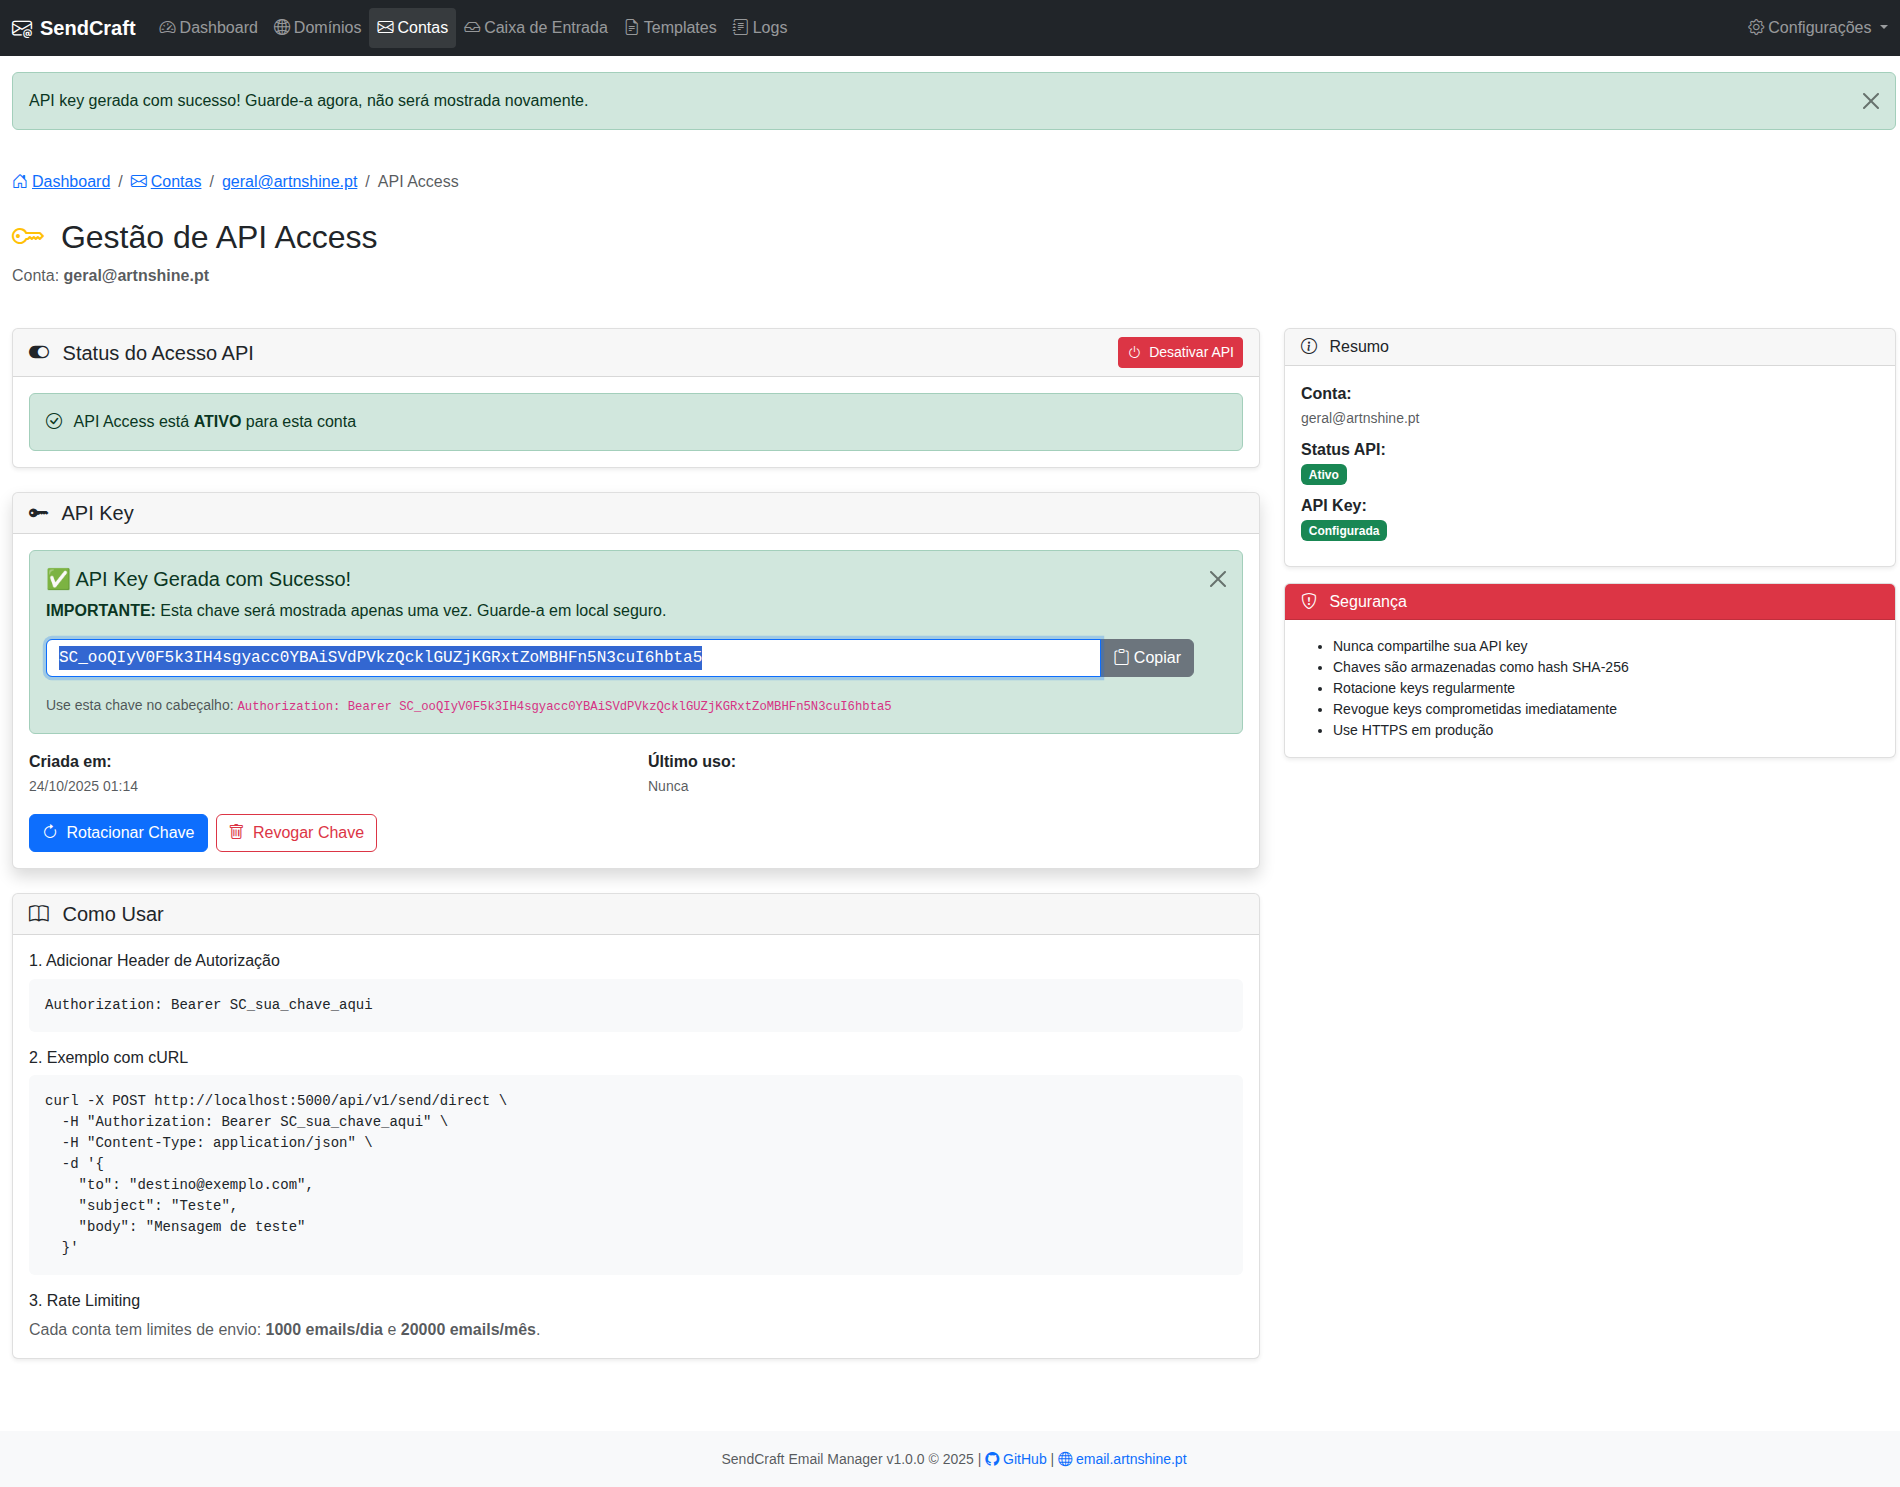 SendCraft Dashboard Domínios Contas Caixa de Entrada Templates Logs Configurações
API key gerada com sucesso! Guarde-a agora, não será mostrada novamente.
Dashboard / Contas / geral@artnshine.pt / API Access
Gestão de API Access
Conta: geral@artnshine.pt
Status do Acesso API
Desativar API
API Access está ATIVO para esta conta
API Key
✅ API Key Gerada com Sucesso!
IMPORTANTE: Esta chave será mostrada apenas uma vez. Guarde-a em local seguro.
SC_ooQIyV0F5k3IH4sgyacc0YBAiSVdPVkzQcklGUZjKGRxtZoMBHFn5N3cuI6hbta5
Copiar
Use esta chave no cabeçalho: Authorization: Bearer SC_ooQIyV0F5k3IH4sgyacc0YBAiSVdPVkzQcklGUZjKGRxtZoMBHFn5N3cuI6hbta5
Criada em:
24/10/2025 01:14
Último uso:
Nunca
Rotacionar Chave
Revogar Chave
Como Usar
1. Adicionar Header de Autorização
Authorization: Bearer SC_sua_chave_aqui
2. Exemplo com cURL
curl -X POST http://localhost:5000/api/v1/send/direct \
-H "Authorization: Bearer SC_sua_chave_aqui" \
-H "Content-Type: application/json" \
-d '{
"to": "destino@exemplo.com",
"subject": "Teste",
"body": "Mensagem de teste"
}'
3. Rate Limiting
Cada conta tem limites de envio: 1000 emails/dia e 20000 emails/mês.
Resumo
Conta:
geral@artnshine.pt
Status API:
Ativo
API Key:
Configurada
Segurança
• Nunca compartilhe sua API key
• Chaves são armazenadas como hash SHA-256
• Rotacione keys regularmente
• Revogue keys comprometidas imediatamente
• Use HTTPS em produção
SendCraft Email Manager v1.0.0 © 2025 | GitHub | email.artnshine.pt